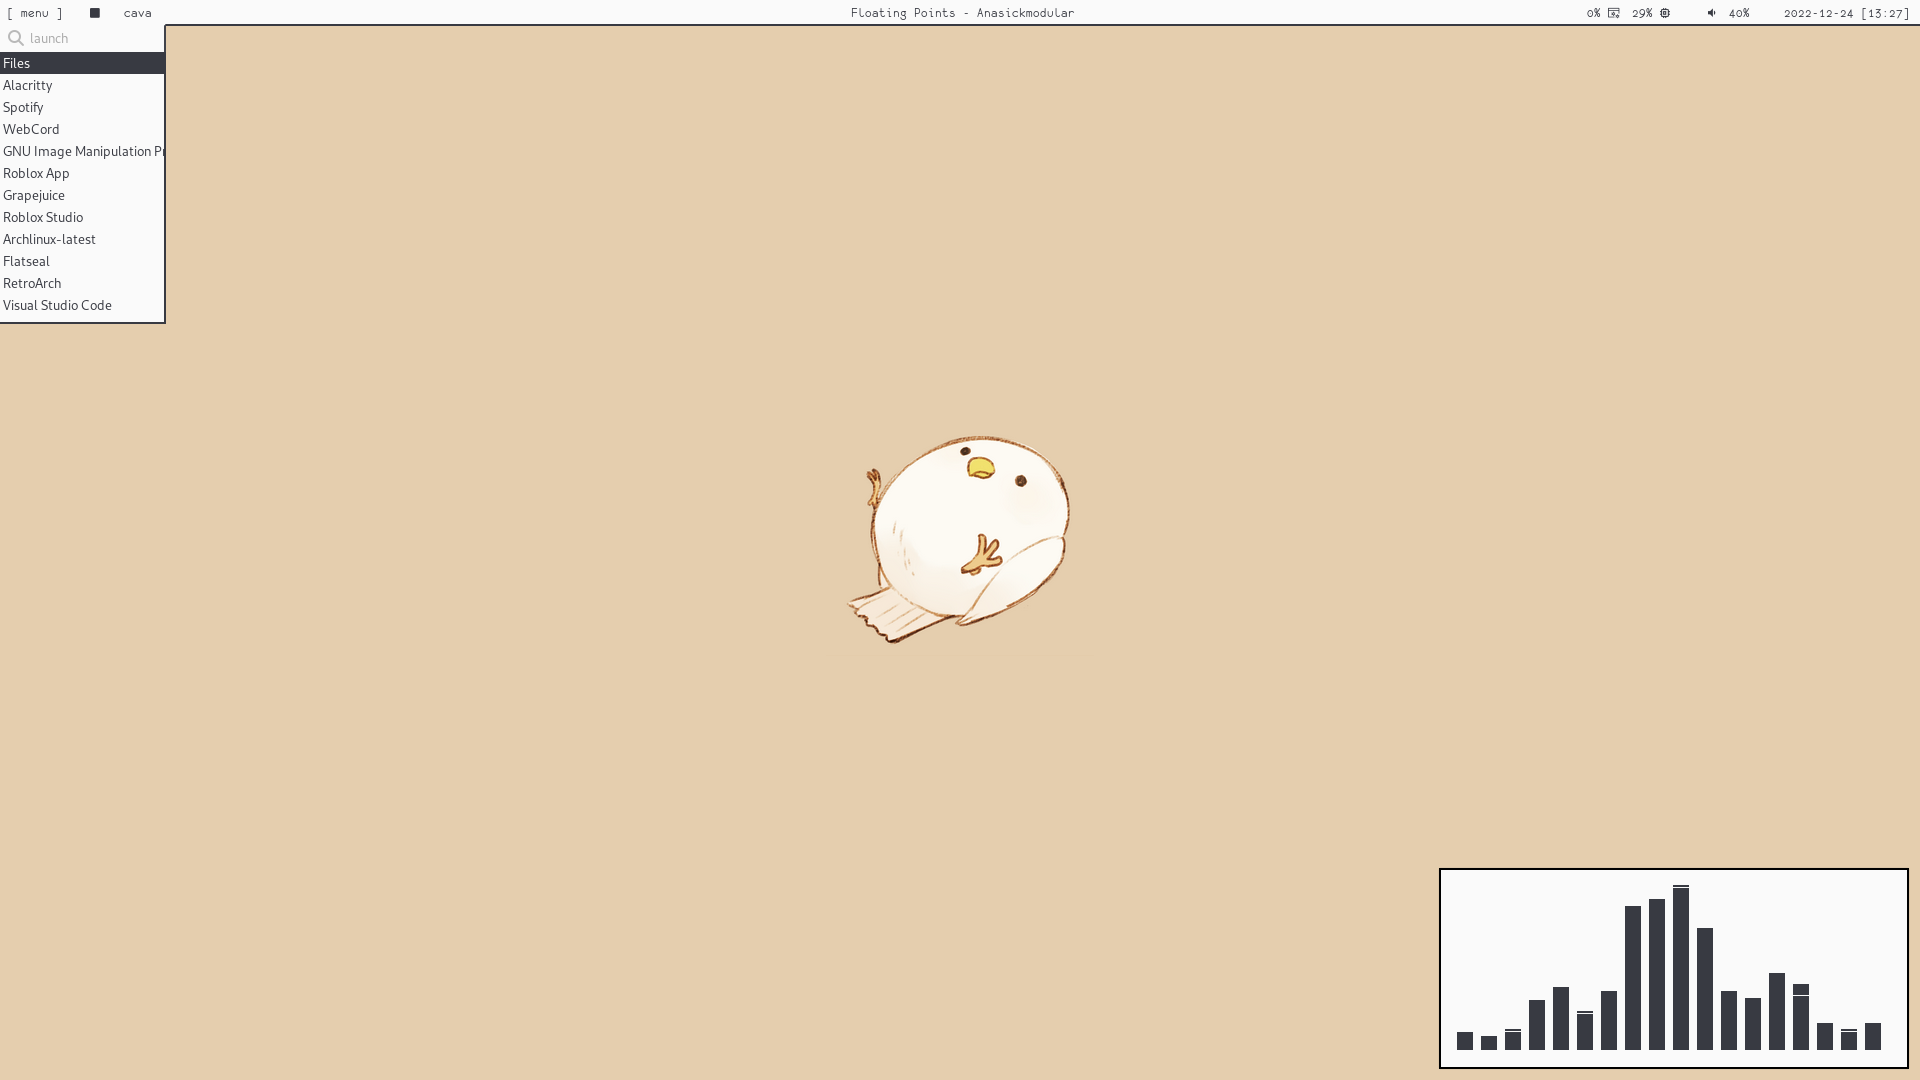 [ menu ] cava Floating Points - Anasickmodular 0% 29% 40% 2022-12-24 [13:27]
launch
Files
Alacritty
Spotify
WebCord
GNU Image Manipulation Pr
Roblox App
Grapejuice
Roblox Studio
Archlinux-latest
Flatseal
RetroArch
Visual Studio Code